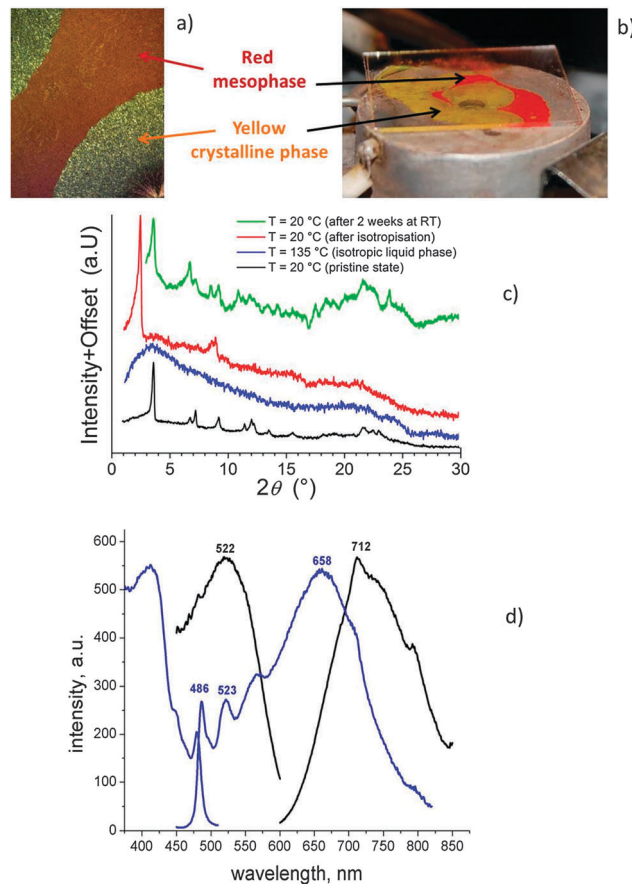 a)
b)
Red
mesophase
Yellow
crystalline phase
T = 20 °C (after 2 weeks at RT)
T = 20 °C (after isotropisation)
T = 135 °C (isotropic liquid phase)
T = 20 °C (pristine state)
c)
Intensity+Offset (a.U)
0 5 10 15 20 25 30
2θ (°)
d)
600
500
400
300
200
100
0
522
712
658
486
523
intensity, a.u.
400 450 500 550 600 650 700 750 800 850
wavelength, nm